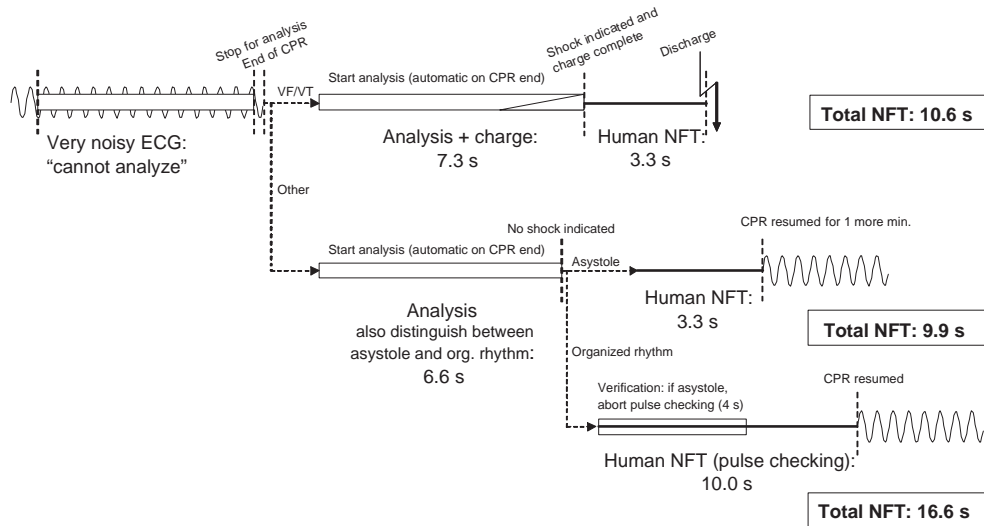 Stop for analysis
End of CPR
Very noisy ECG:
“cannot analyze”
VF/VT
Start analysis (automatic on CPR end)
Shock indicated and
charge complete
Discharge
Analysis + charge:
7.3 s
Human NFT:
3.3 s
Total NFT: 10.6 s
Other
Start analysis (automatic on CPR end)
No shock indicated
Asystole
CPR resumed for 1 more min.
Analysis
also distinguish between
asystole and org. rhythm:
6.6 s
Human NFT:
3.3 s
Total NFT: 9.9 s
Organized rhythm
Verification: if asystole,
abort pulse checking (4 s)
CPR resumed
Human NFT (pulse checking):
10.0 s
Total NFT: 16.6 s